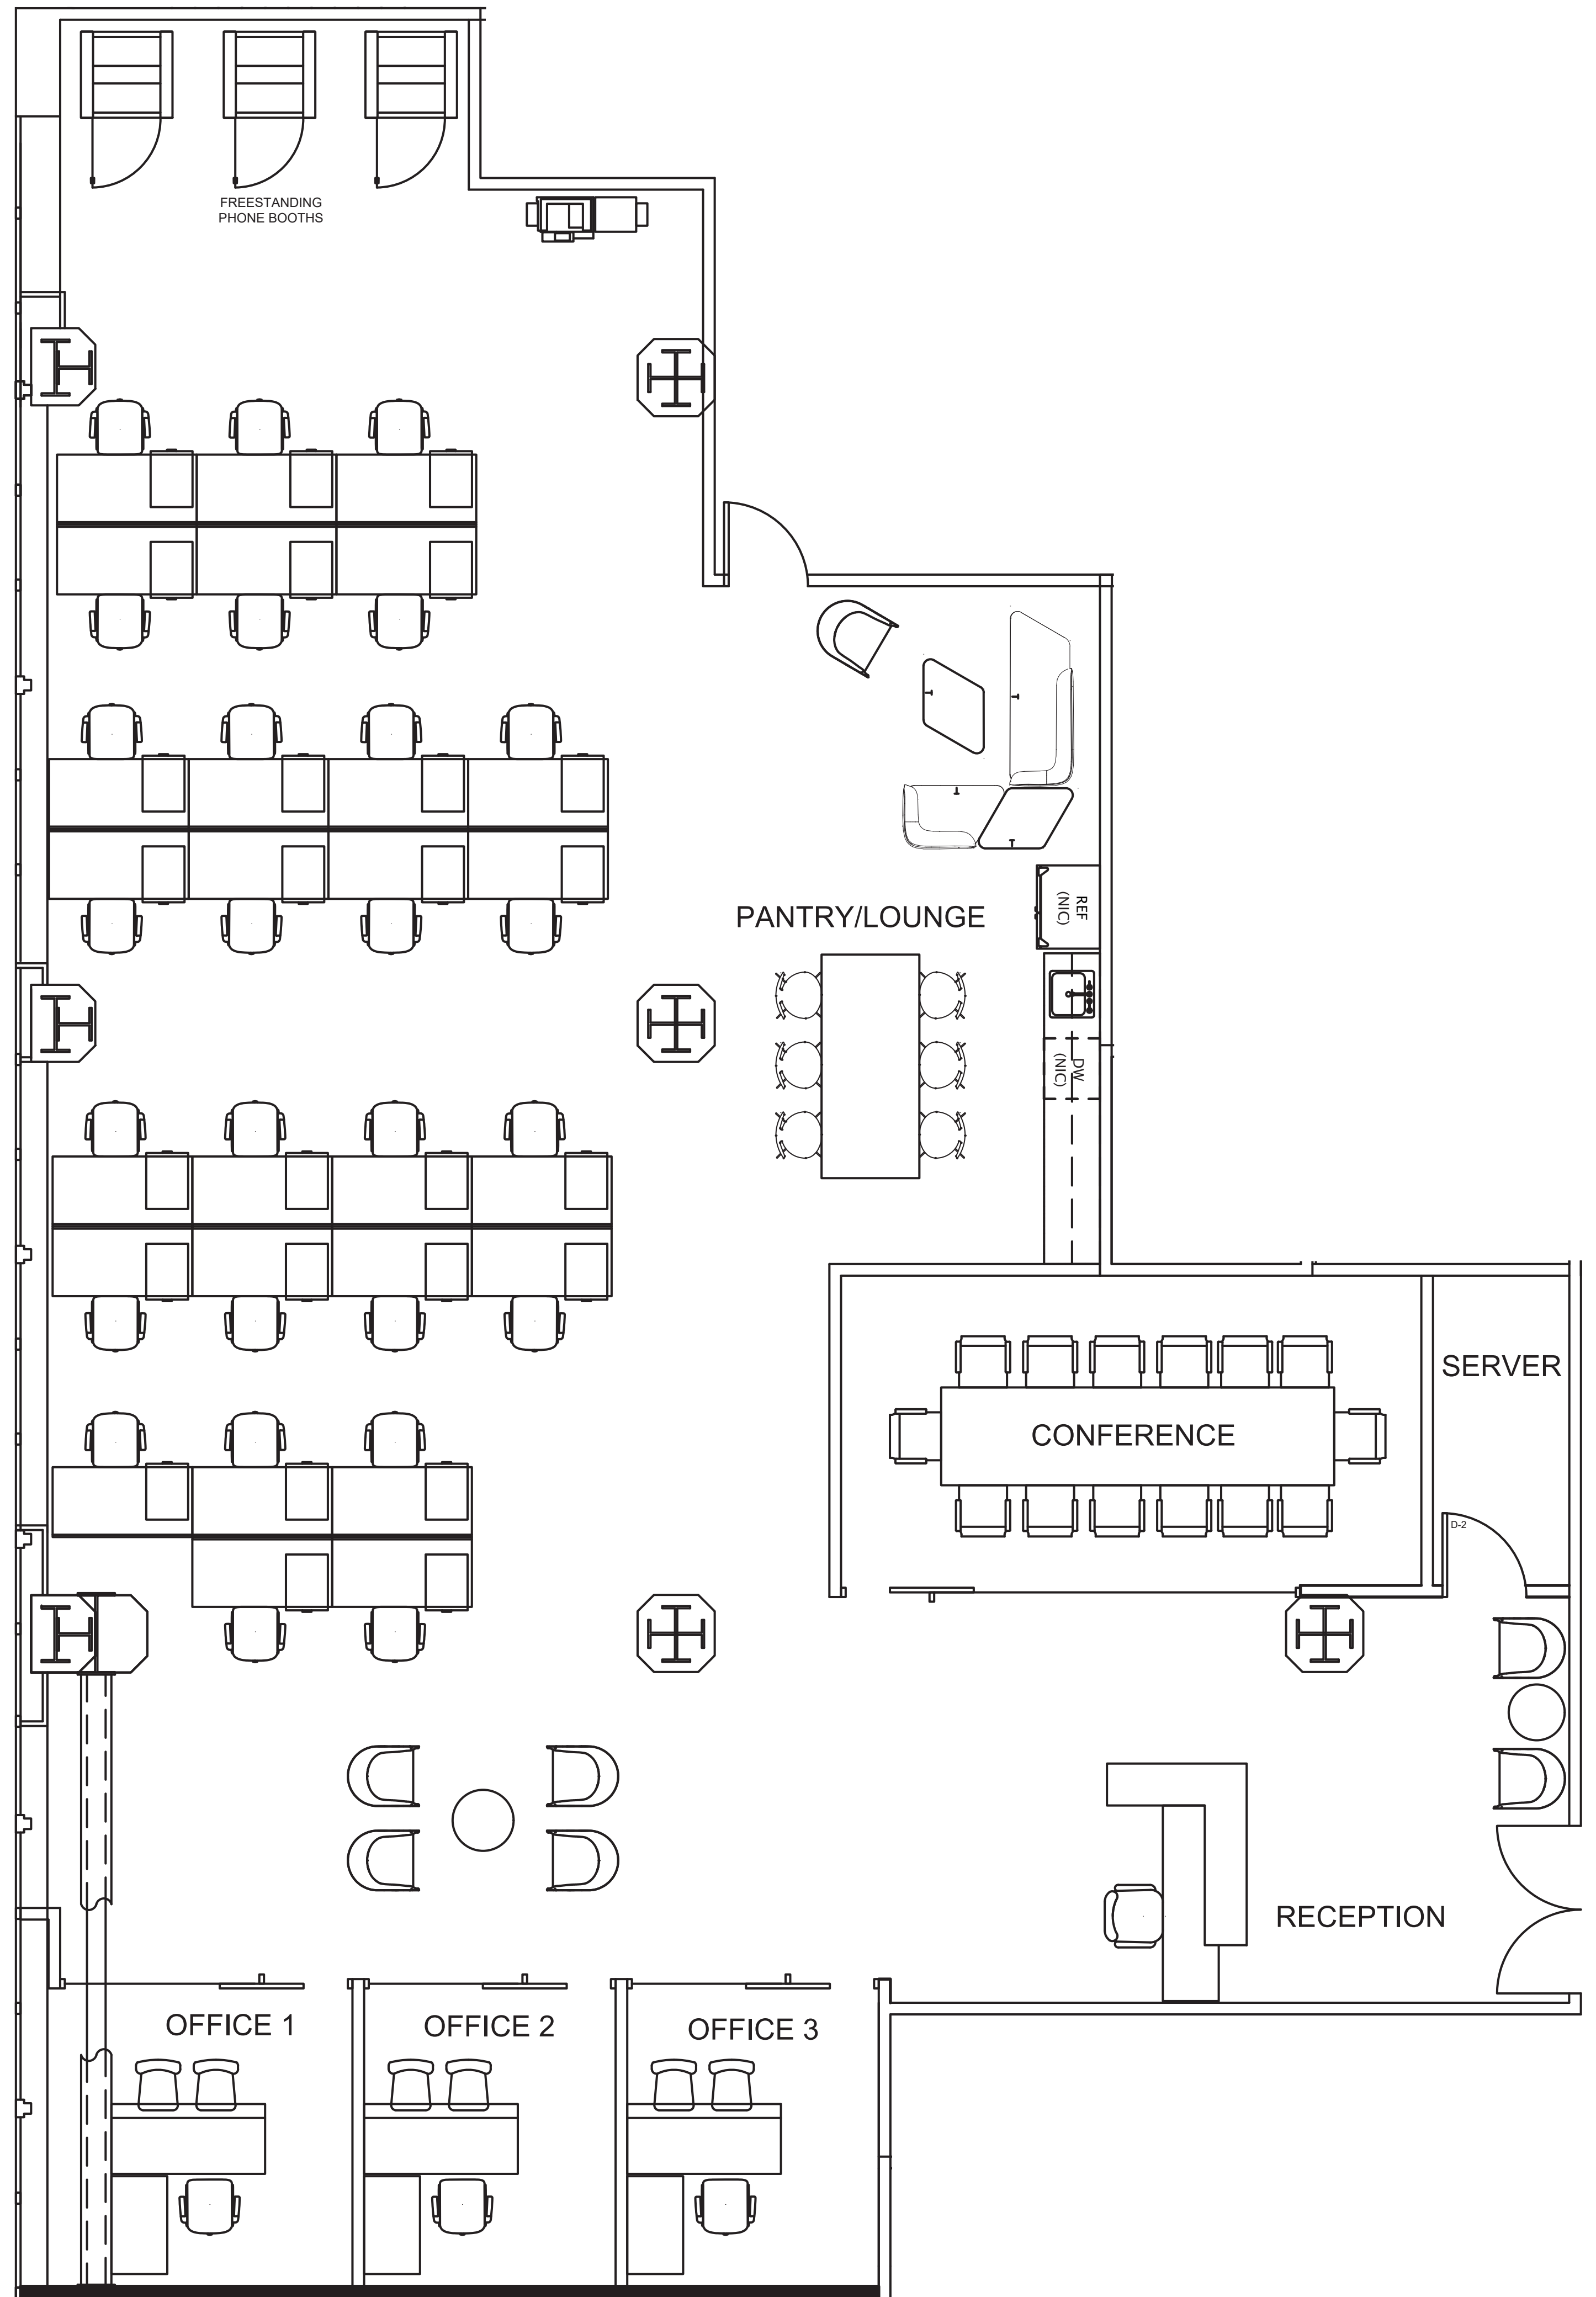 FREESTANDING
PHONE BOOTHS
PANTRY/LOUNGE
REF
(NIC)
DW
(NIC)
SERVER
CONFERENCE
D-2
RECEPTION
OFFICE 1
OFFICE 2
OFFICE 3